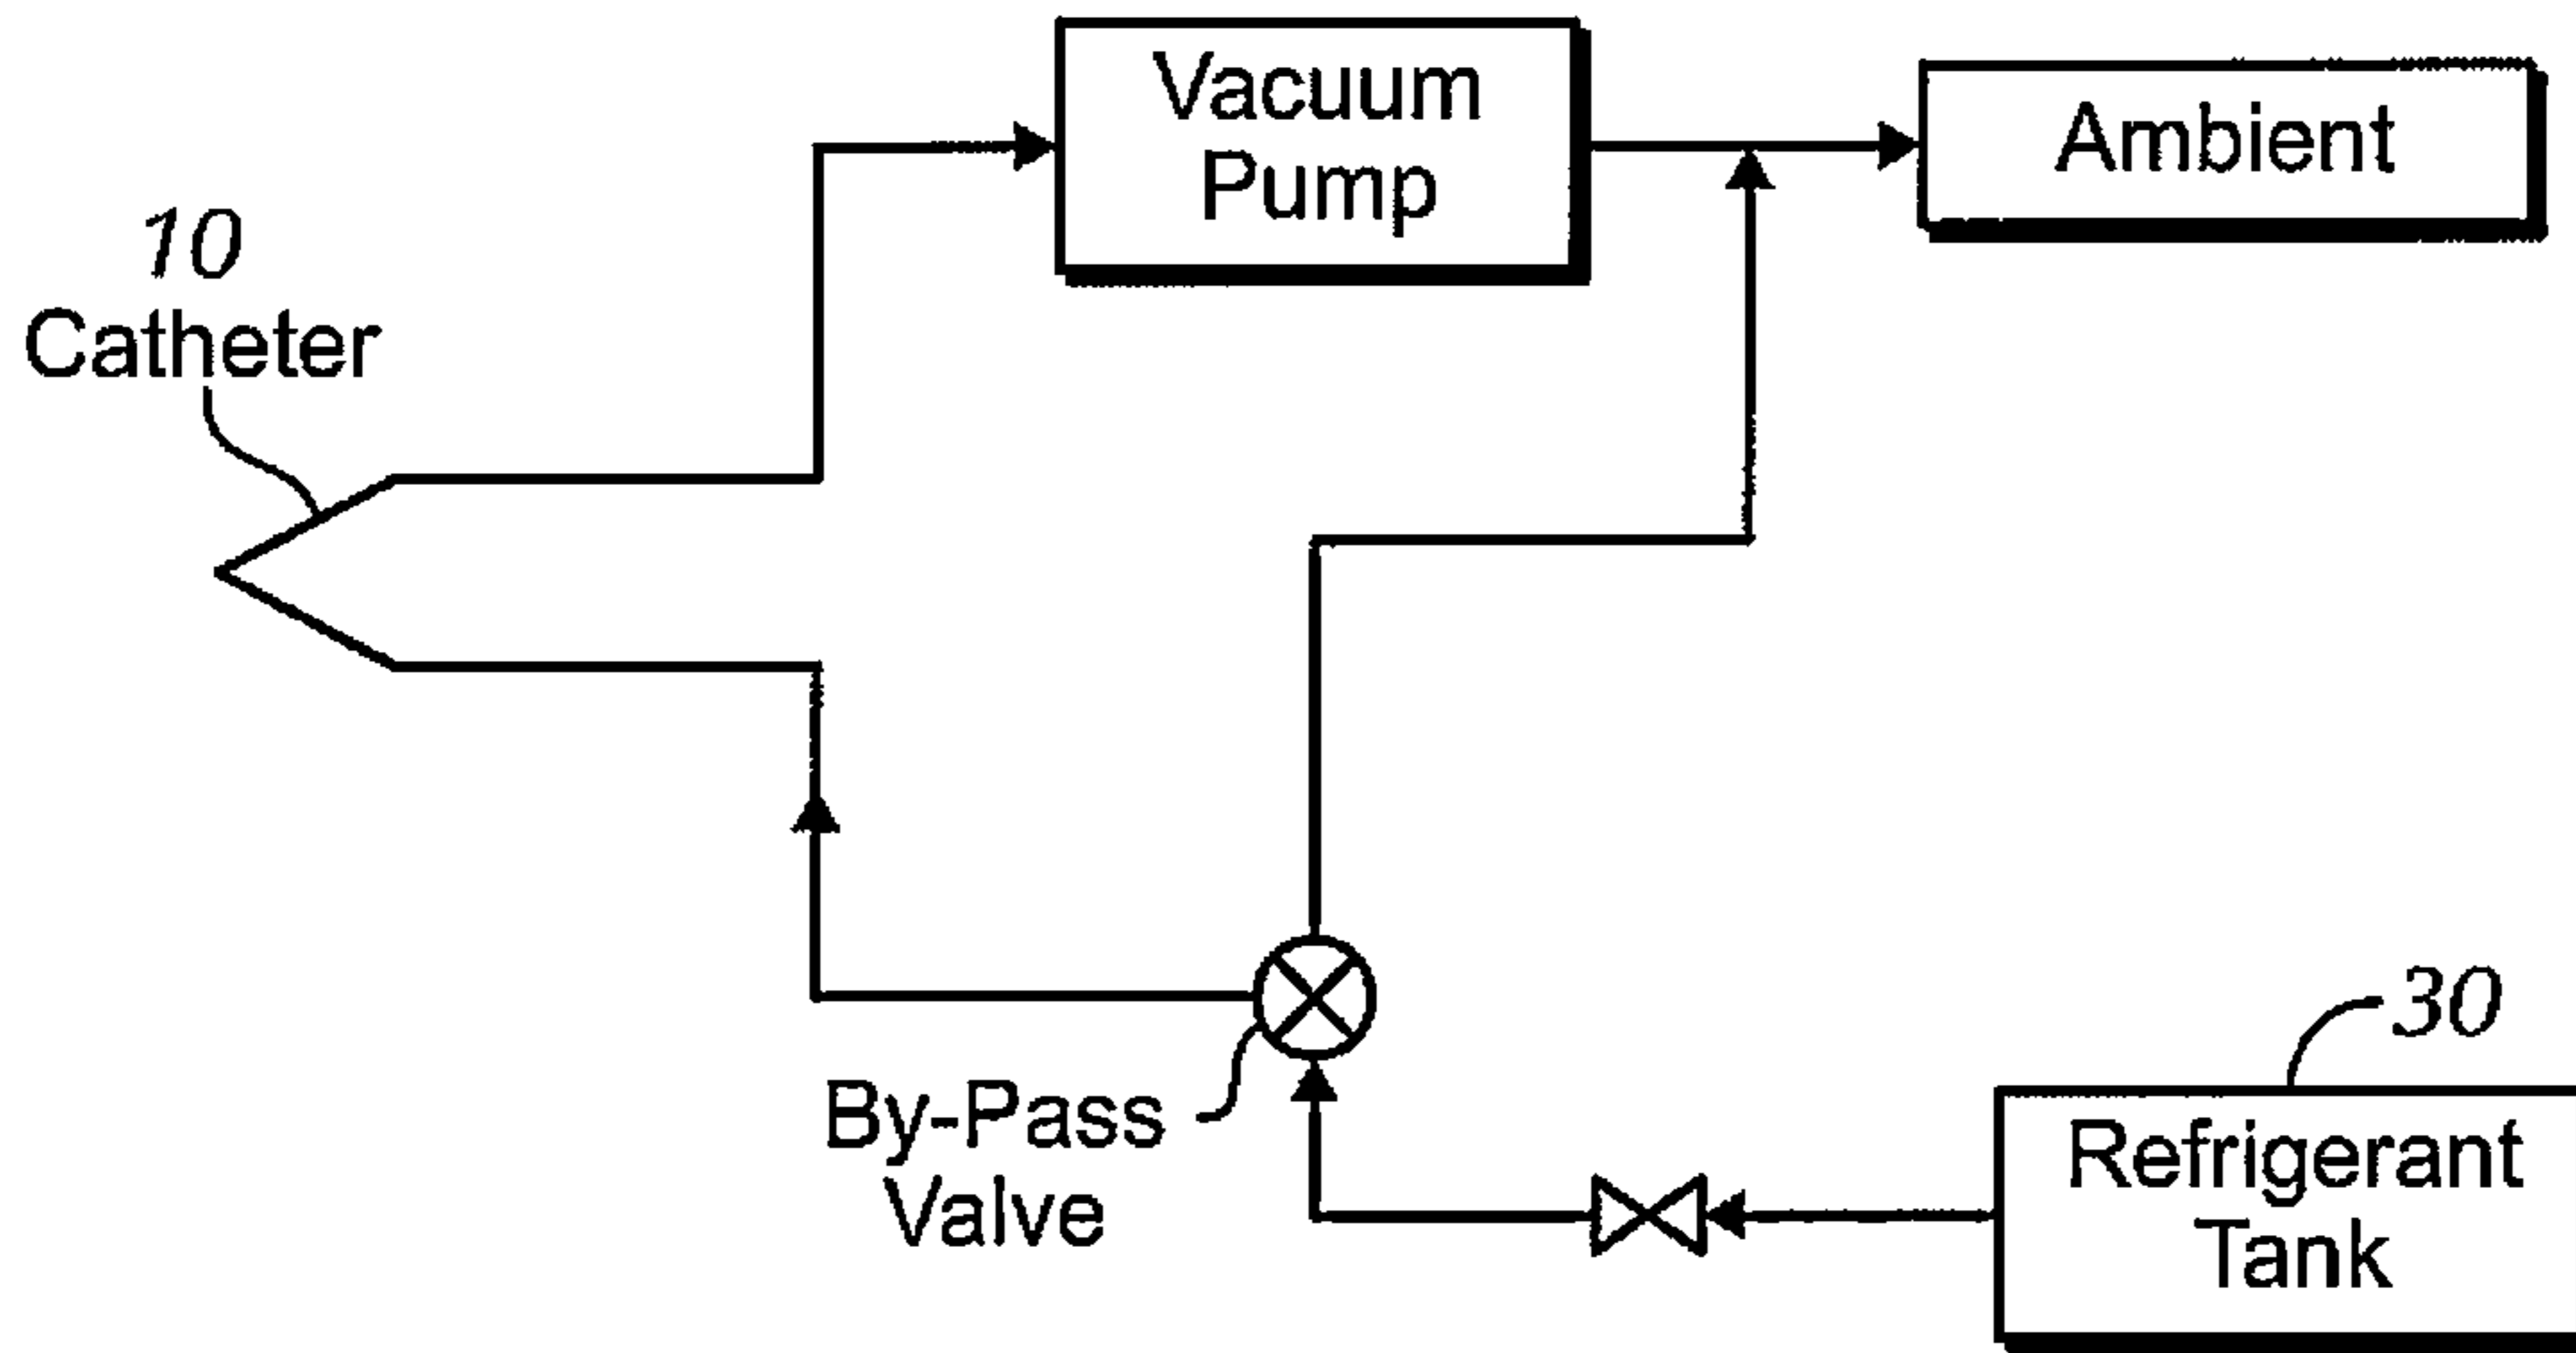 Vacuum
Pump
Ambient
10
Catheter
By-Pass
Valve
30
Refrigerant
Tank